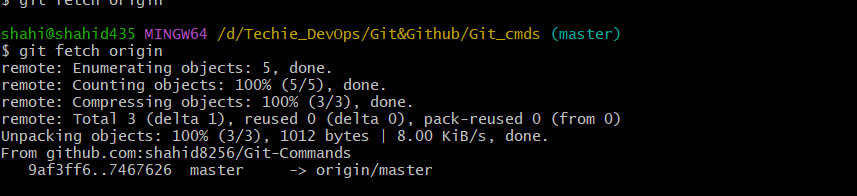 $ git fetch origin
shahi@shahid435 MINGW64 /d/Techie_DevOps/Git&Github/Git_cmds (master)
$ git fetch origin
remote: Enumerating objects: 5, done.
remote: Counting objects: 100% (5/5), done.
remote: Compressing objects: 100% (3/3), done.
remote: Total 3 (delta 1), reused 0 (delta 0), pack-reused 0 (from 0)
Unpacking objects: 100% (3/3), 1012 bytes | 8.00 KiB/s, done.
From github.com:shahid8256/Git-Commands
   9af3ff6..7467626  master     -> origin/master